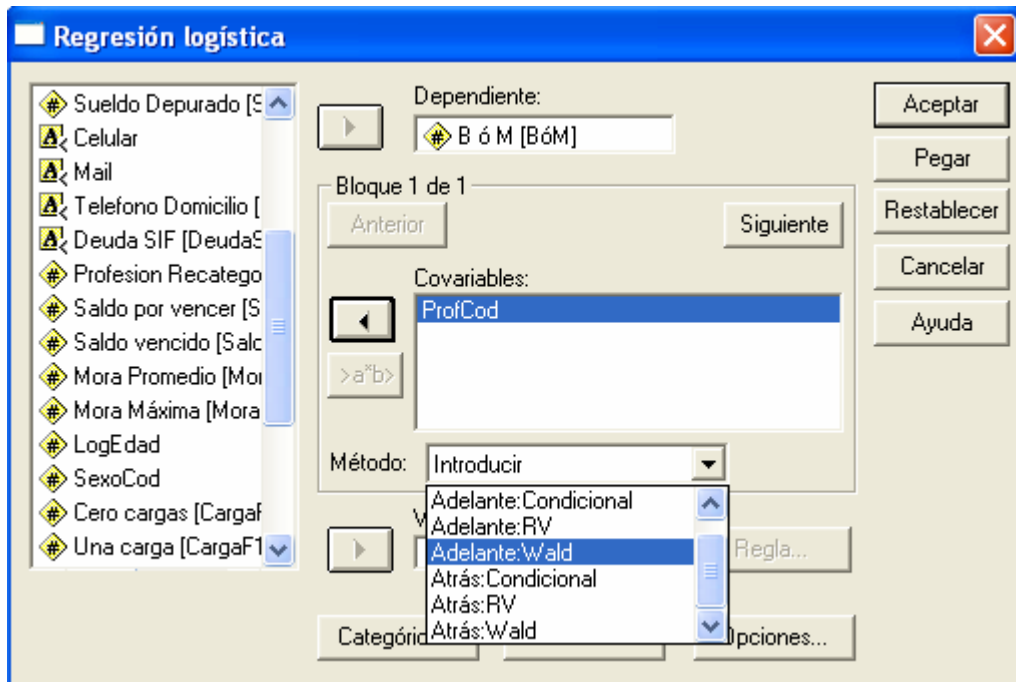 Regresión logística
Sueldo Depurado [S
Celular
Mail
Telefono Domicilio [
Deuda SIF [DeudaS
Profesion Recatego
Saldo por vencer [S
Saldo vencido [Salc
Mora Promedio [Mor
Mora Máxima [Mora
LogEdad
SexoCod
Cero cargas [CargaF
Una carga [CargaF1
Dependiente:
B ó M [BóM]
Bloque 1 de 1
Anterior
Siguiente
Covariables:
ProfCod
>a*b>
Método:
Introducir
Adelante:Condicional
Adelante:RV
Adelante:Wald
Atrás:Condicional
Atrás:RV
Atrás:Wald
V
Regla...
Categóric
Opciones...
Aceptar
Pegar
Restablecer
Cancelar
Ayuda